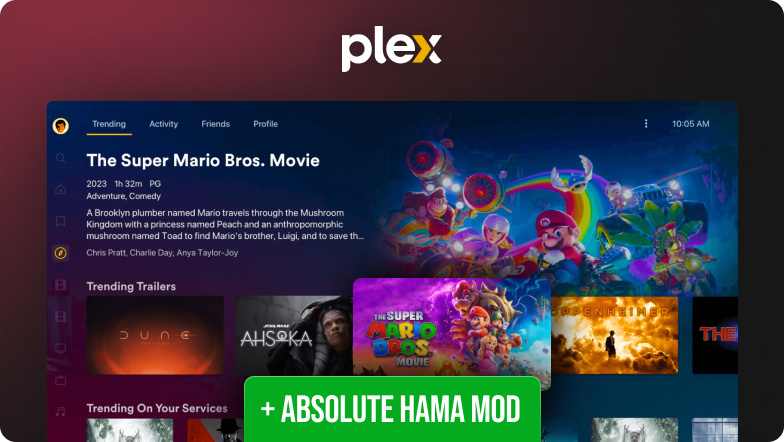 plex
Trending Activity Friends Profile
10:05 AM
The Super Mario Bros. Movie
2023 1h 32m PG
Adventure, Comedy
A Brooklyn plumber named Mario travels through the Mushroom
Kingdom with a princess named Peach and an anthropomorphic
mushroom named Toad to find Mario's brother, Luigi, and to save th...
Chris Pratt, Charlie Day, Anya Taylor-Joy
Trending Trailers
DUNE
STAR WARS
AHSOKA
THE SUPER
MARIO
BROS.
MOVIE
PPENHEIMER
THE
Trending On Your Services
+ ABSOLUTE HAMA MOD